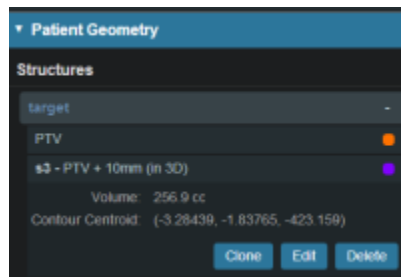 Patient Geometry
Structures
target -
PTV
s3 - PTV + 10mm (in 3D)
Volume: 256.9 cc
Contour Centroid: (-3.28439, -1.83765, -423.159)
Clone Edit Delete